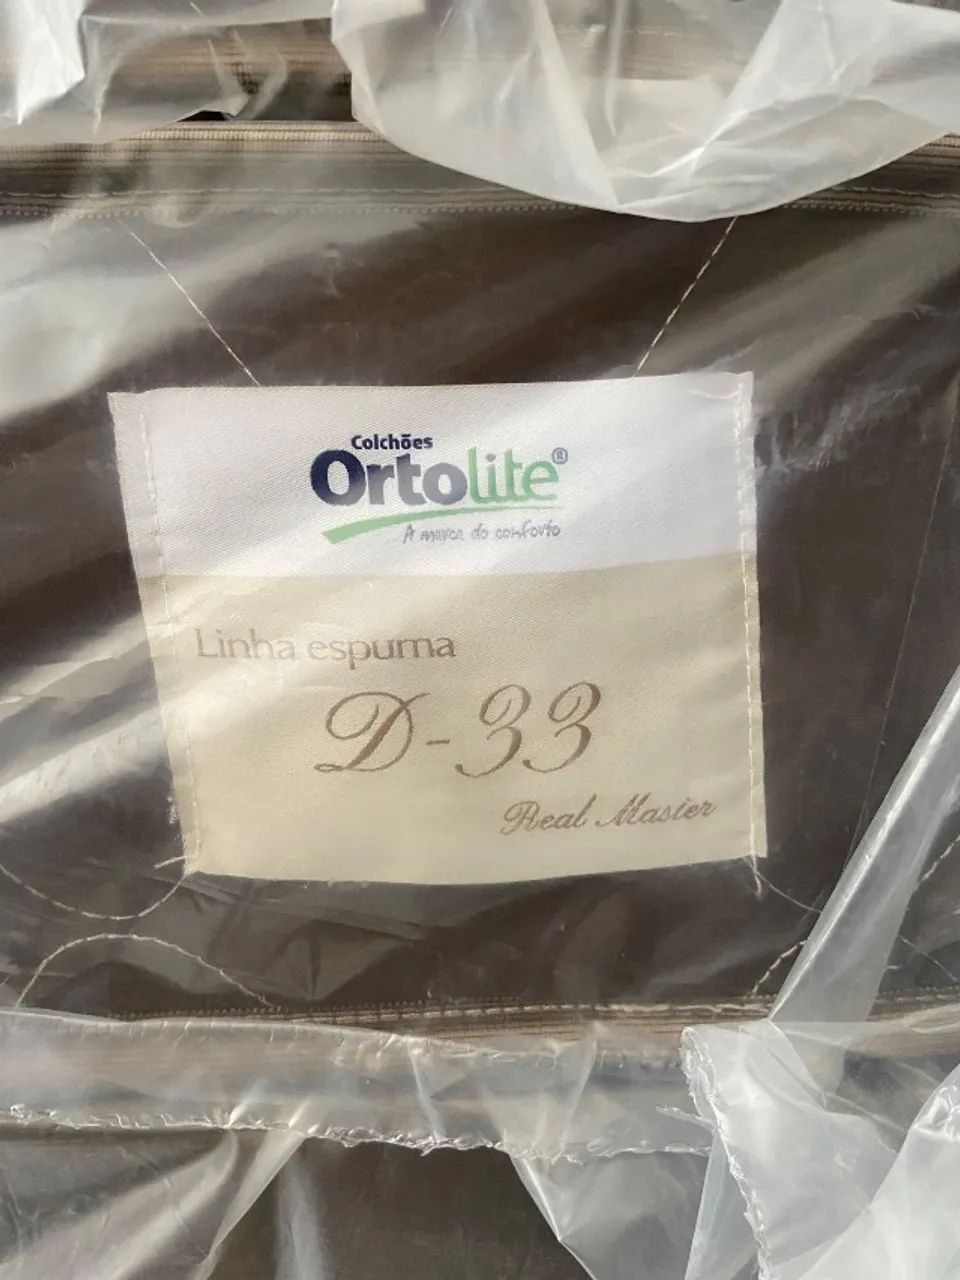 Colchões
Ortolite®
A marca do conforto
Linha espuma
D-33
Real Master